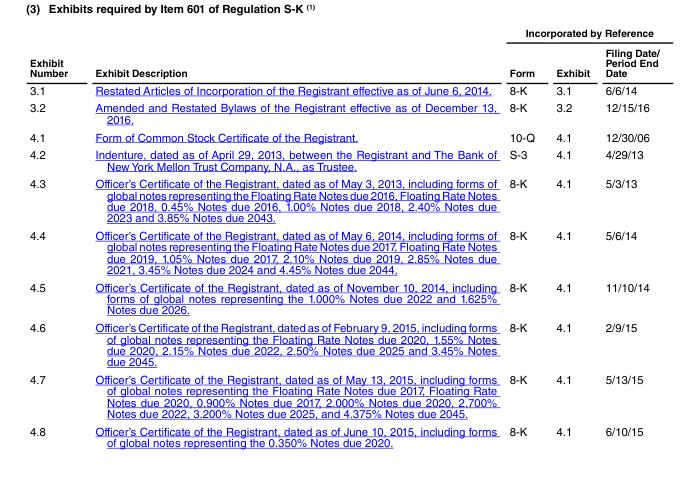 (3) Exhibits required by Item 601 of Regulation S-K (1)
Incorporated by Reference
Exhibit Number Exhibit Description Form Exhibit Filing Date/ Period End Date
3.1 Restated Articles of Incorporation of the Registrant effective as of June 6, 2014. 8-K 3.1 6/6/14
3.2 Amended and Restated Bylaws of the Registrant effective as of December 13, 8-K 3.2 12/15/16
2016.
4.1 Form of Common Stock Certificate of the Registrant. 10-Q 4.1 12/30/06
4.2 Indenture, dated as of April 29, 2013, between the Registrant and The Bank of S-3 4.1 4/29/13
New York Mellon Trust Company, N.A., as Trustee.
4.3 Officer's Certificate of the Registrant, dated as of May 3, 2013, including forms of 8-K 4.1 5/3/13
global notes representing the Floating Rate Notes due 2016, Floating Rate Notes
due 2018, 0.45% Notes due 2016, 1.00% Notes due 2018, 2.40% Notes due
2023 and 3.85% Notes due 2043.
4.4 Officer's Certificate of the Registrant, dated as of May 6, 2014, including forms of 8-K 4.1 5/6/14
global notes representing the Floating Rate Notes due 2017, Floating Rate Notes
due 2019, 1.05% Notes due 2017, 2.10% Notes due 2019, 2.85% Notes due
2021, 3.45% Notes due 2024 and 4.45% Notes due 2044.
4.5 Officer's Certificate of the Registrant, dated as of November 10, 2014, including 8-K 4.1 11/10/14
forms of global notes representing the 1.000% Notes due 2022 and 1.625%
Notes due 2026.
4.6 Officer's Certificate of the Registrant, dated as of February 9, 2015, including forms 8-K 4.1 2/9/15
of global notes representing the Floating Rate Notes due 2020, 1.55% Notes
due 2020, 2.15% Notes due 2022, 2.50% Notes due 2025 and 3.45% Notes
due 2045.
4.7 Officer's Certificate of the Registrant, dated as of May 13, 2015, including forms 8-K 4.1 5/13/15
of global notes representing the Floating Rate Notes due 2017, Floating Rate
Notes due 2020, 0.900% Notes due 2017, 2.000% Notes due 2020, 2.700%
Notes due 2022, 3.200% Notes due 2025, and 4.375% Notes due 2045.
4.8 Officer's Certificate of the Registrant, dated as of June 10, 2015, including forms 8-K 4.1 6/10/15
of global notes representing the 0.350% Notes due 2020.